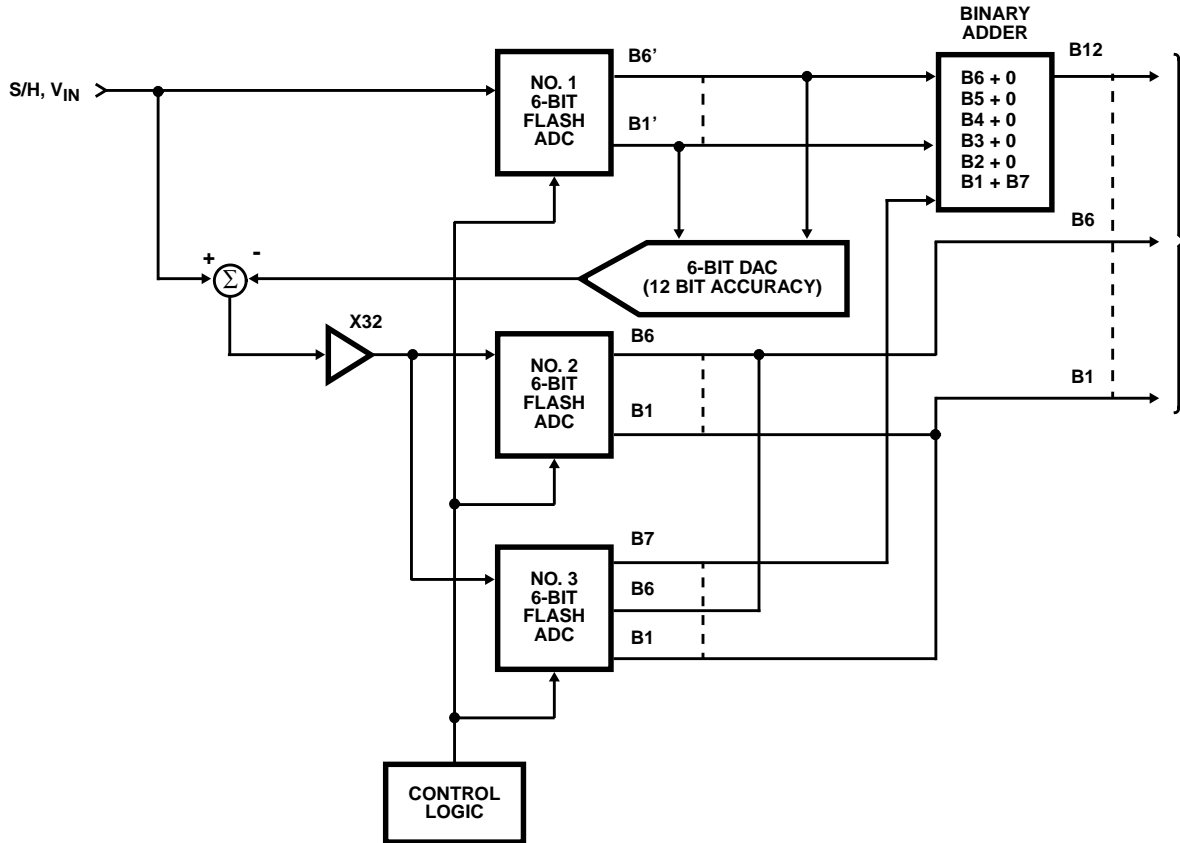 BINARY
ADDER
B12
B6'
S/H, VIN
NO. 1
6-BIT
FLASH
ADC
B1'
B6 + 0
B5 + 0
B4 + 0
B3 + 0
B2 + 0
B1 + B7
B6
+
-
Σ
6-BIT DAC
(12 BIT ACCURACY)
X32
B6
NO. 2
6-BIT
FLASH
ADC
B1
B1
B7
NO. 3
6-BIT
FLASH
ADC
B6
B1
CONTROL
LOGIC